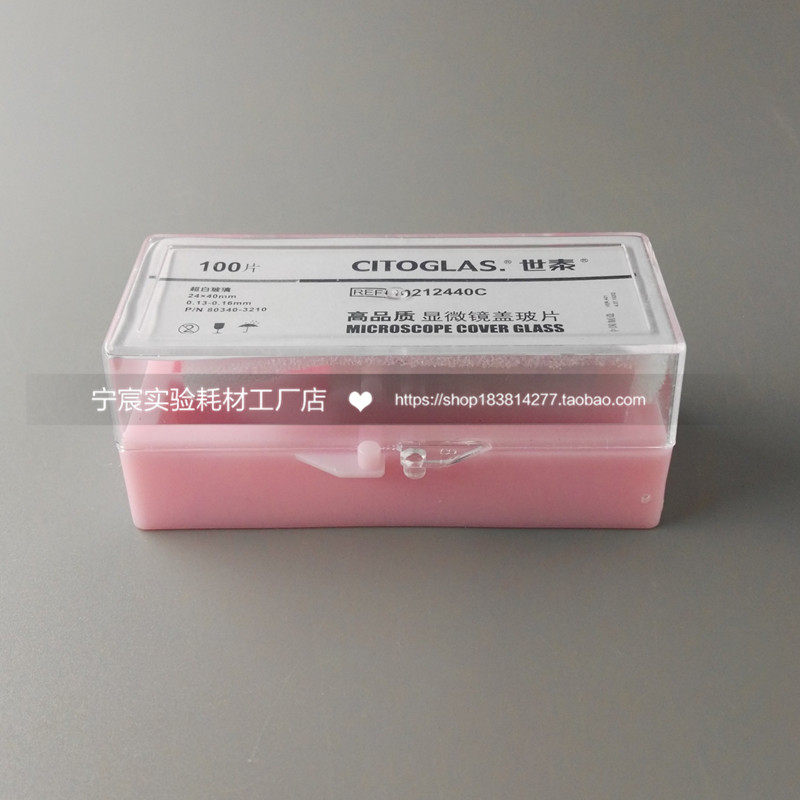 100片
CITOGLAS® 世泰®
超白玻璃
24×40mm
0.13-0.16mm
P/N 80340-3210
REF 10212440C
高品质 显微镜盖玻片
MICROSCOPE COVER GLASS
宁宸实验耗材工厂店 ❤ https://shop183814277.taobao.com